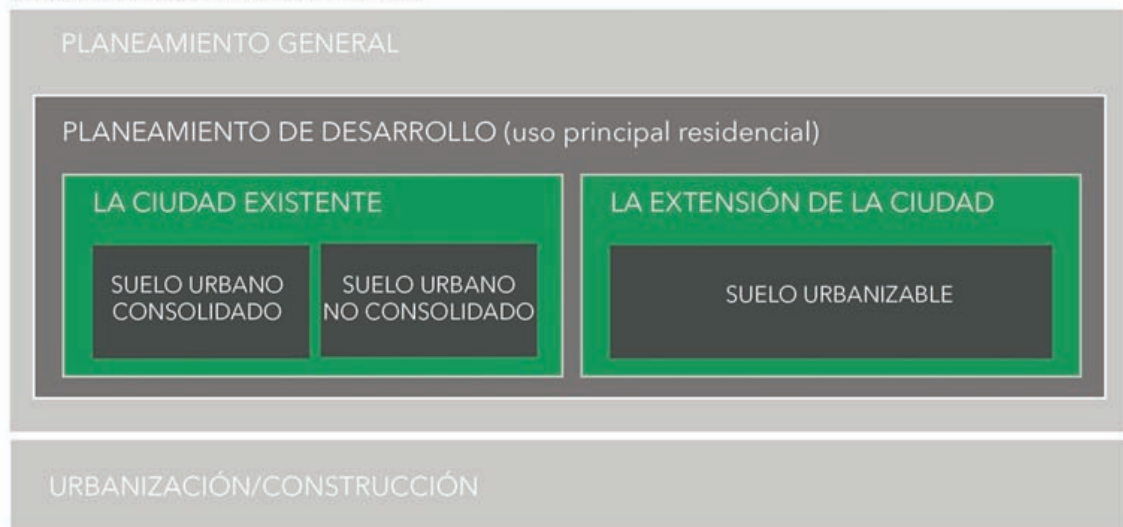 PLANEAMIENTO GENERAL
PLANEAMIENTO DE DESARROLLO (uso principal residencial)
LA CIUDAD EXISTENTE
SUELO URBANO
CONSOLIDADO
SUELO URBANO
NO CONSOLIDADO
LA EXTENSIÓN DE LA CIUDAD
SUELO URBANIZABLE
URBANIZACIÓN/CONSTRUCCIÓN